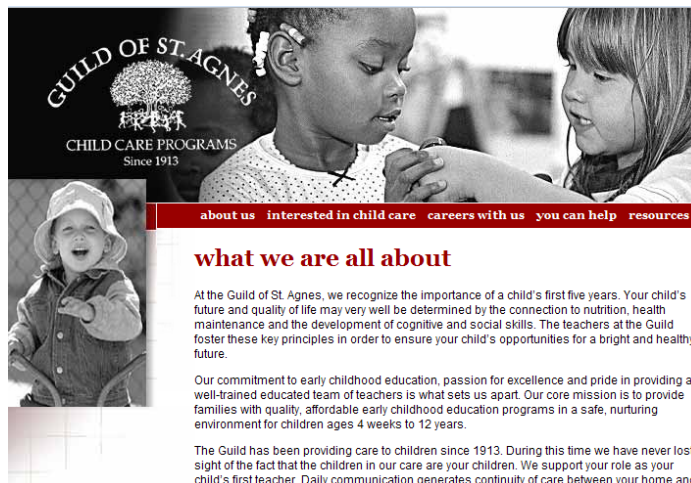 GUILD OF ST. AGNES
CHILD CARE PROGRAMS
Since 1913
about us interested in child care careers with us you can help resources
what we are all about
At the Guild of St. Agnes, we recognize the importance of a child's first five years. Your child's
future and quality of life may very well be determined by the connection to nutrition, health
maintenance and the development of cognitive and social skills. The teachers at the Guild
foster these key principles in order to ensure your child's opportunities for a bright and healthy
future.
Our commitment to early childhood education, passion for excellence and pride in providing a
well-trained educated team of teachers is what sets us apart. Our core mission is to provide
families with quality, affordable early childhood education programs in a safe, nurturing
environment for children ages 4 weeks to 12 years.
The Guild has been providing care to children since 1913. During this time we have never lost
sight of the fact that the children in our care are your children. We support your role as your
child's first teacher. Daily communication generates continuity of care between your home and